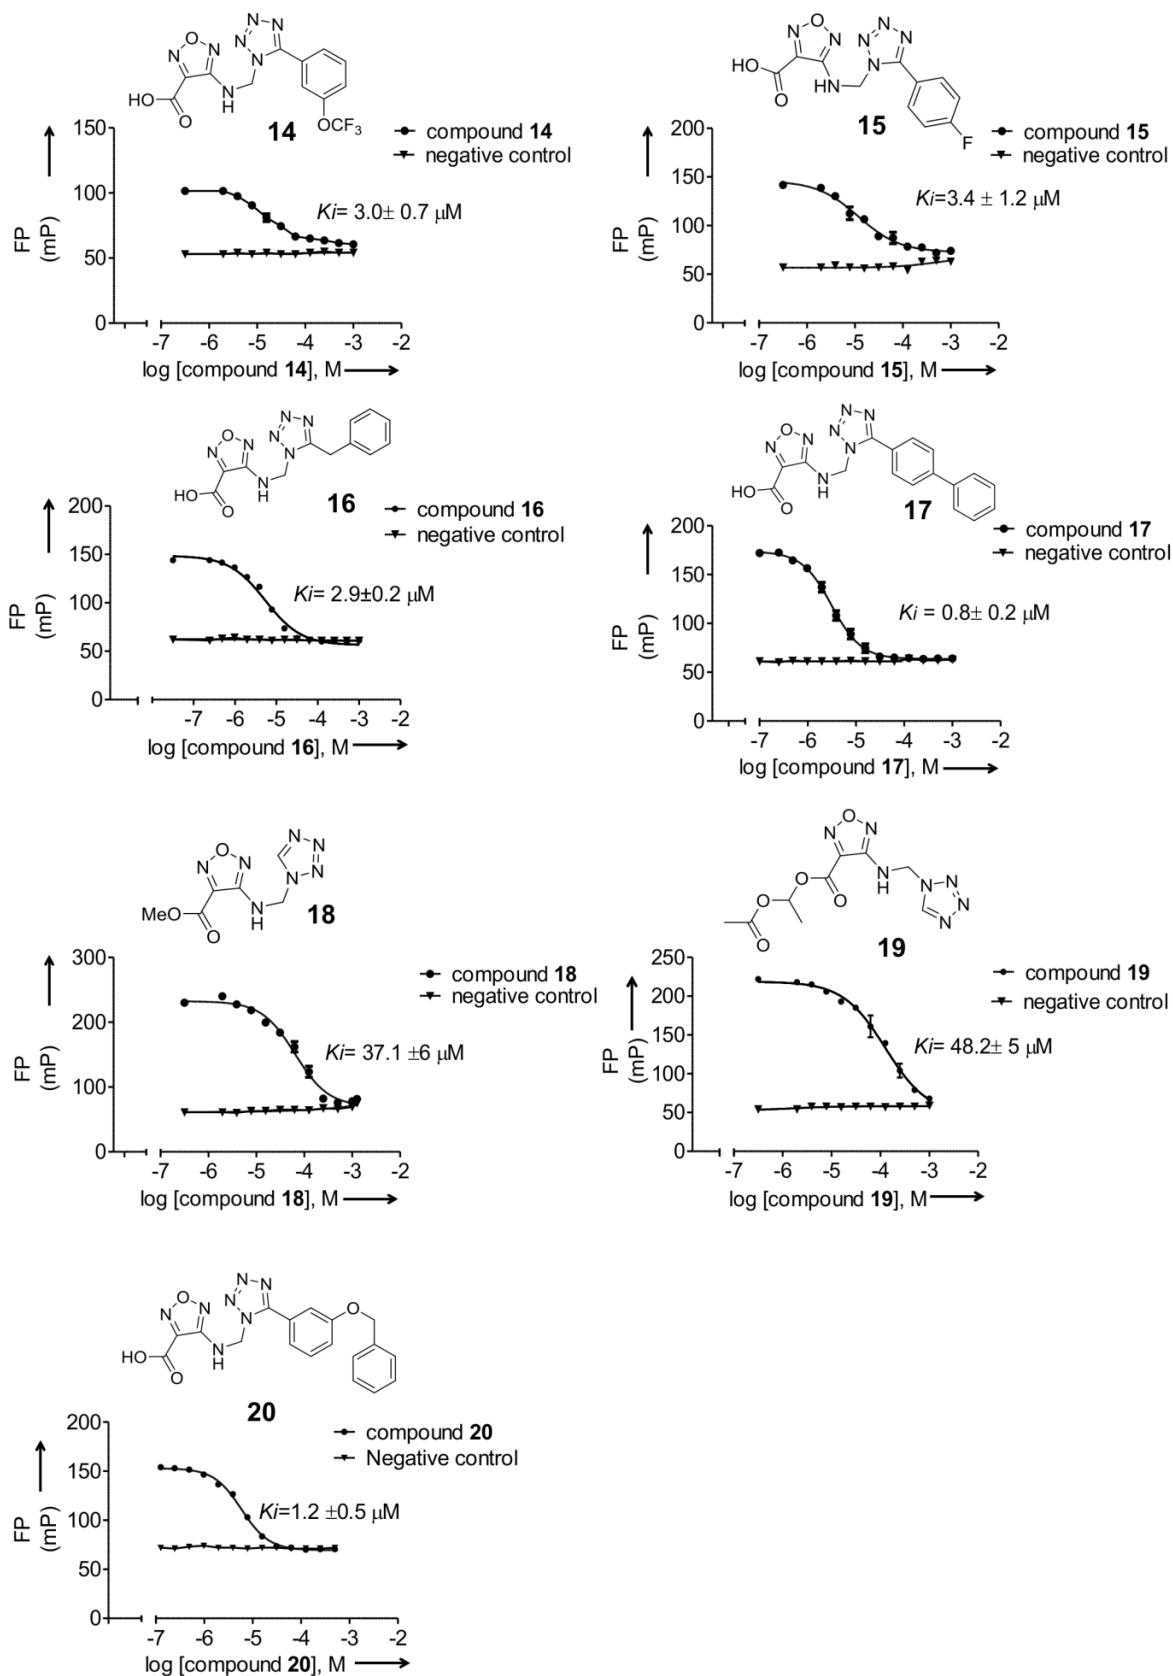 14
compound 14
negative control
Ki= 3.0± 0.7 μM
FP
(mP)
150
100
50
0
-7 -6 -5 -4 -3 -2
log [compound 14], M
15
compound 15
negative control
Ki=3.4 ± 1.2 μM
FP
(mP)
200
150
100
50
0
-7 -6 -5 -4 -3 -2
log [compound 15], M
16
compound 16
negative control
Ki= 2.9±0.2 μM
FP
(mP)
200
150
100
50
0
-7 -6 -5 -4 -3 -2
log [compound 16], M
17
compound 17
negative control
Ki = 0.8± 0.2 μM
FP
(mP)
200
150
100
50
0
-7 -6 -5 -4 -3 -2
log [compound 17], M
MeO
18
compound 18
negative control
Ki= 37.1 ±6 μM
FP
(mP)
300
200
100
0
-7 -6 -5 -4 -3 -2
log [compound 18], M
19
compound 19
negative control
Ki= 48.2± 5 μM
FP
(mP)
250
200
150
100
50
0
-7 -6 -5 -4 -3 -2
log [compound 19], M
20
compound 20
Negative control
Ki=1.2 ±0.5 μM
FP
(mP)
200
150
100
50
0
-7 -6 -5 -4 -3 -2
log [compound 20], M